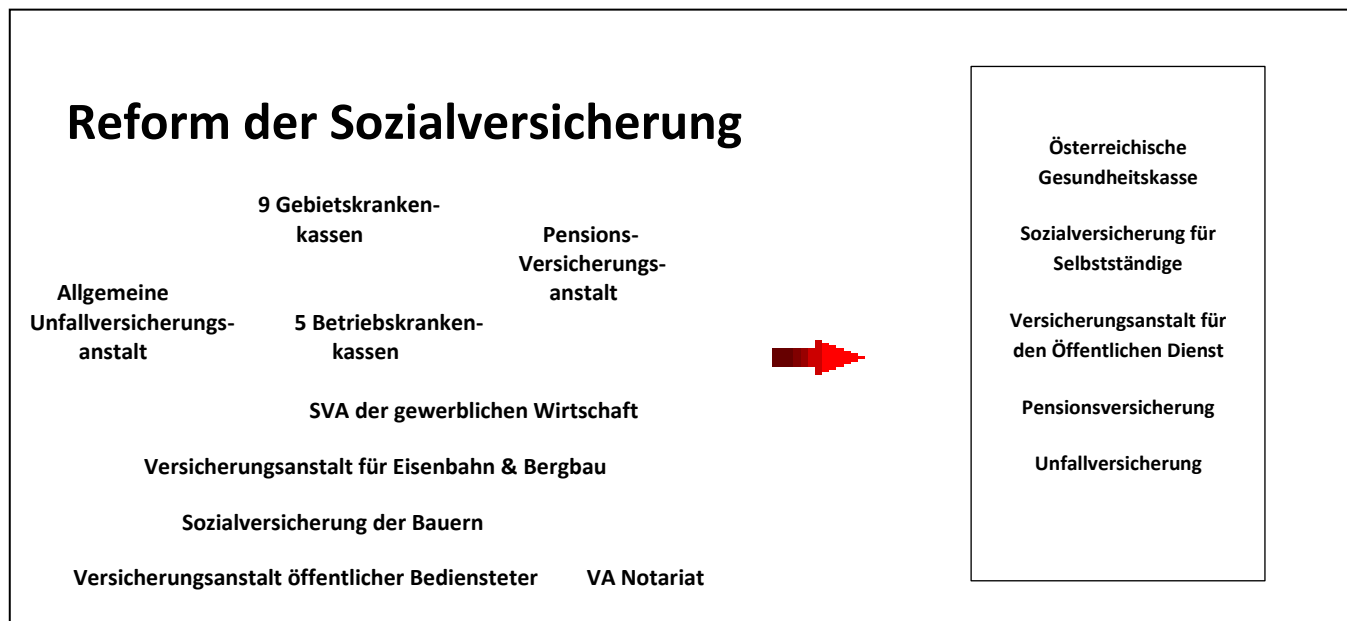 Reform der Sozialversicherung
9 Gebietskranken-
kassen
Pensions-
Versicherungs-
anstalt
Allgemeine
Unfallversicherungs-
anstalt
5 Betriebskranken-
kassen
SVA der gewerblichen Wirtschaft
Versicherungsanstalt für Eisenbahn & Bergbau
Sozialversicherung der Bauern
Versicherungsanstalt öffentlicher Bediensteter
VA Notariat
Österreichische
Gesundheitskasse
Sozialversicherung für
Selbstständige
Versicherungsanstalt für
den Öffentlichen Dienst
Pensionsversicherung
Unfallversicherung